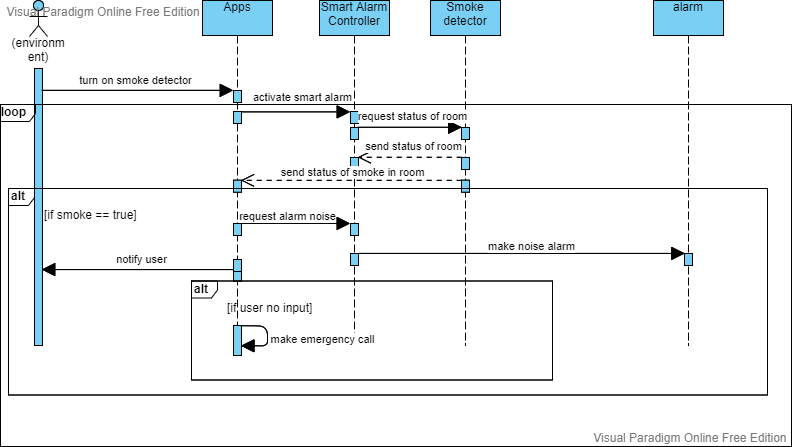 Visual Paradigm Online Free Edition
Apps
Smart Alarm
Controller
Smoke
detector
alarm
(environm
ent)
turn on smoke detector
activate smart alarm
loop
request status of room
send status of room
send status of smoke in room
alt
[if smoke == true]
request alarm noise
make noise alarm
notify user
alt
[if user no input]
make emergency call
Visual Paradigm Online Free Edition